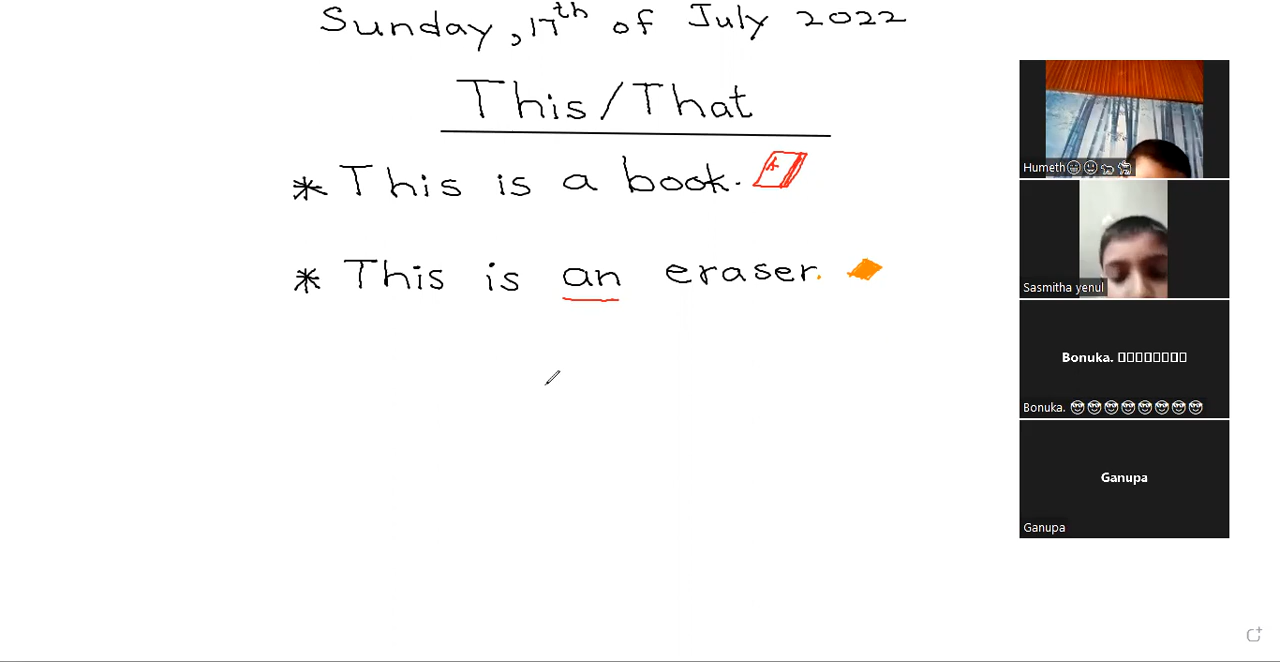 Sunday, 17th of July 2022
This/That
* This is a book.
* This is an eraser.
Humeth😁🙂🐑🐕‍🦺
Sasmitha yenul
Bonuka. ▯▯▯▯▯▯▯▯
Bonuka. 😎😎😎😎😎😎😎😎
Ganupa
Ganupa